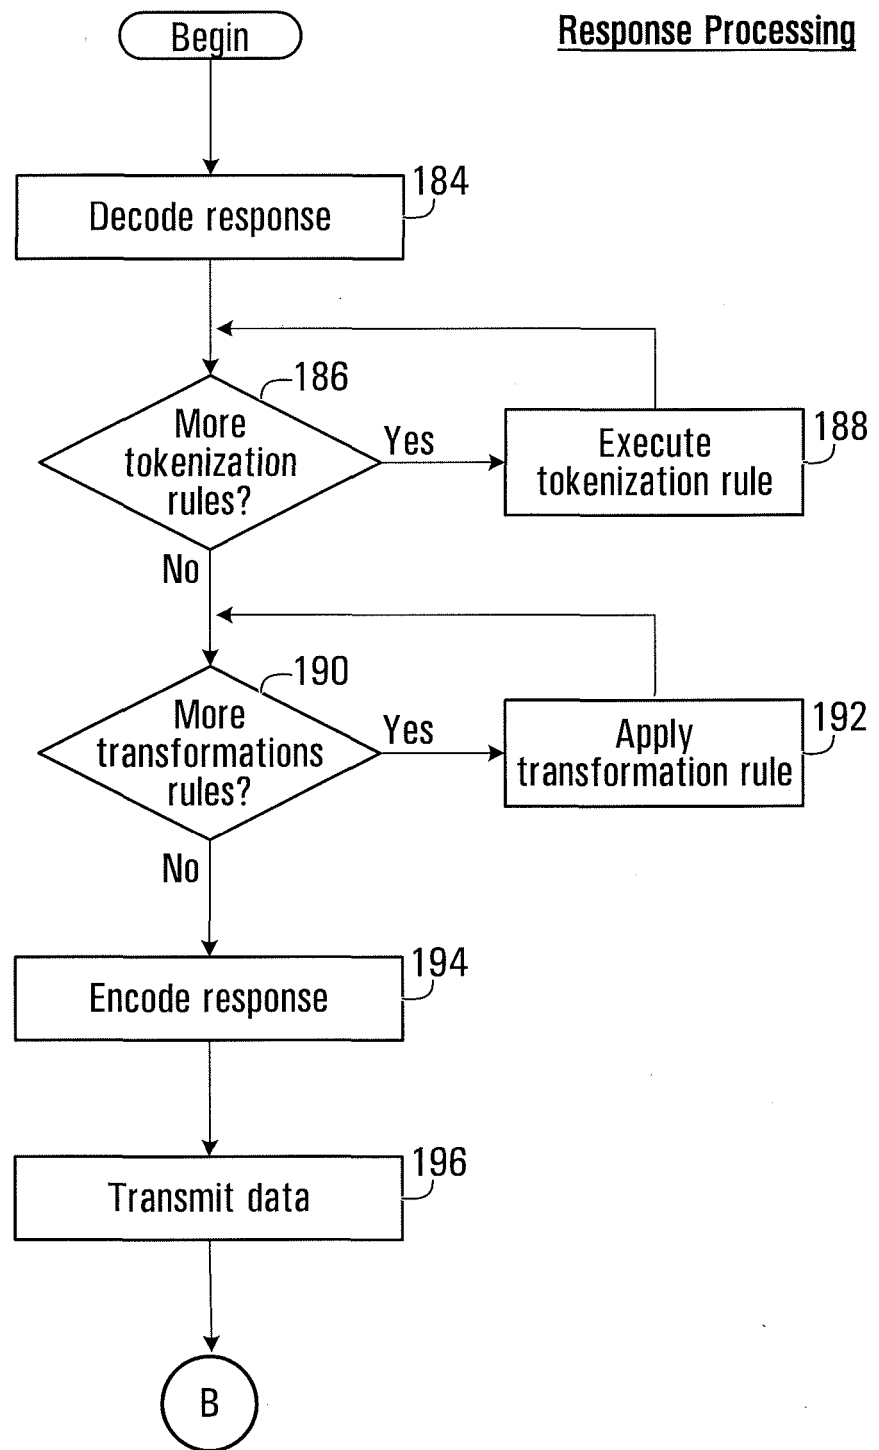 Begin
Response Processing
184
Decode response
186
More
tokenization
rules?
Yes
Execute
tokenization rule
188
No
190
More
transformations
rules?
Yes
Apply
transformation rule
192
No
194
Encode response
196
Transmit data
B